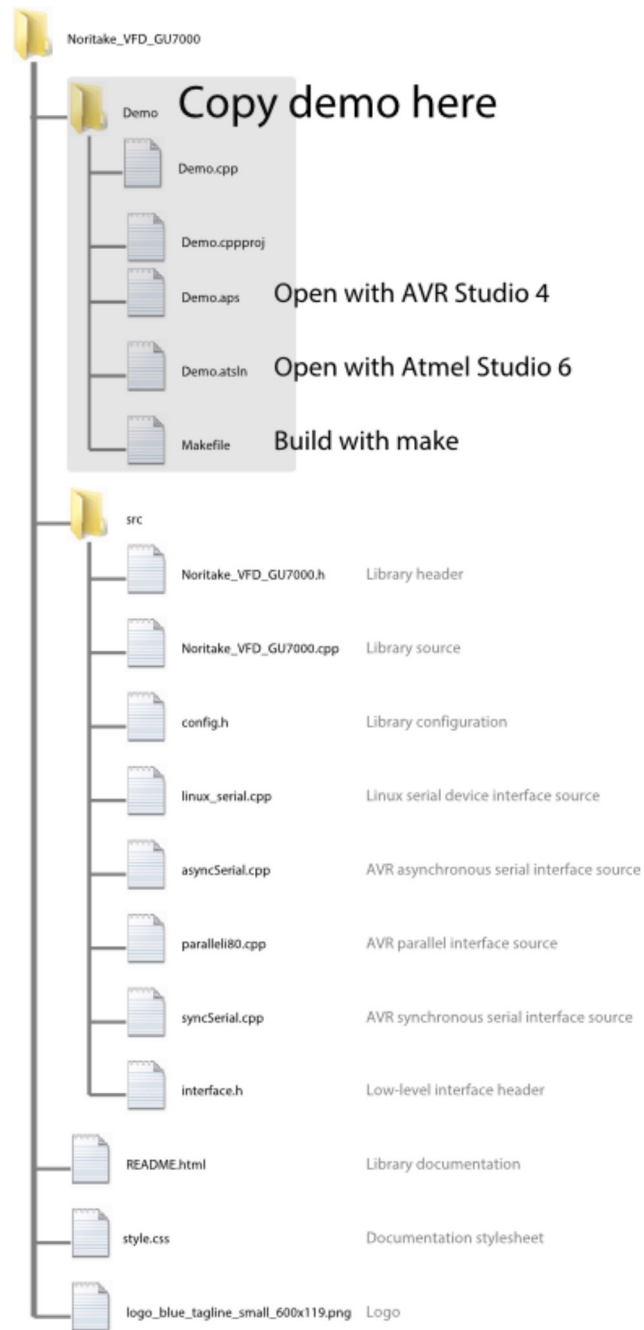 Noritake_VFD_GU7000
Demo Copy demo here
Demo.cpp
Demo.cppproj
Demo.aps Open with AVR Studio 4
Demo.atsln Open with Atmel Studio 6
Makefile Build with make
src
Noritake_VFD_GU7000.h Library header
Noritake_VFD_GU7000.cpp Library source
config.h Library configuration
linux_serial.cpp Linux serial device interface source
asyncSerial.cpp AVR asynchronous serial interface source
paralleli80.cpp AVR parallel interface source
syncSerial.cpp AVR synchronous serial interface source
interface.h Low-level interface header
README.html Library documentation
style.css Documentation stylesheet
logo_blue_tagline_small_600x119.png Logo